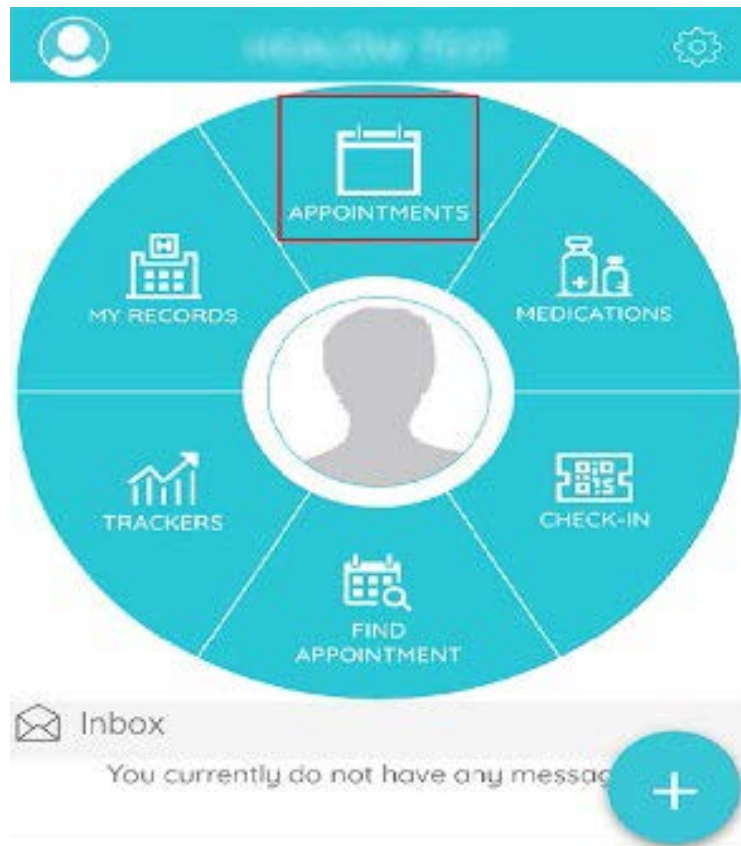 APPOINTMENTS
MY RECORDS
MEDICATIONS
TRACKERS
CHECK-IN
FIND
APPOINTMENT
Inbox
You currently do not have any messag